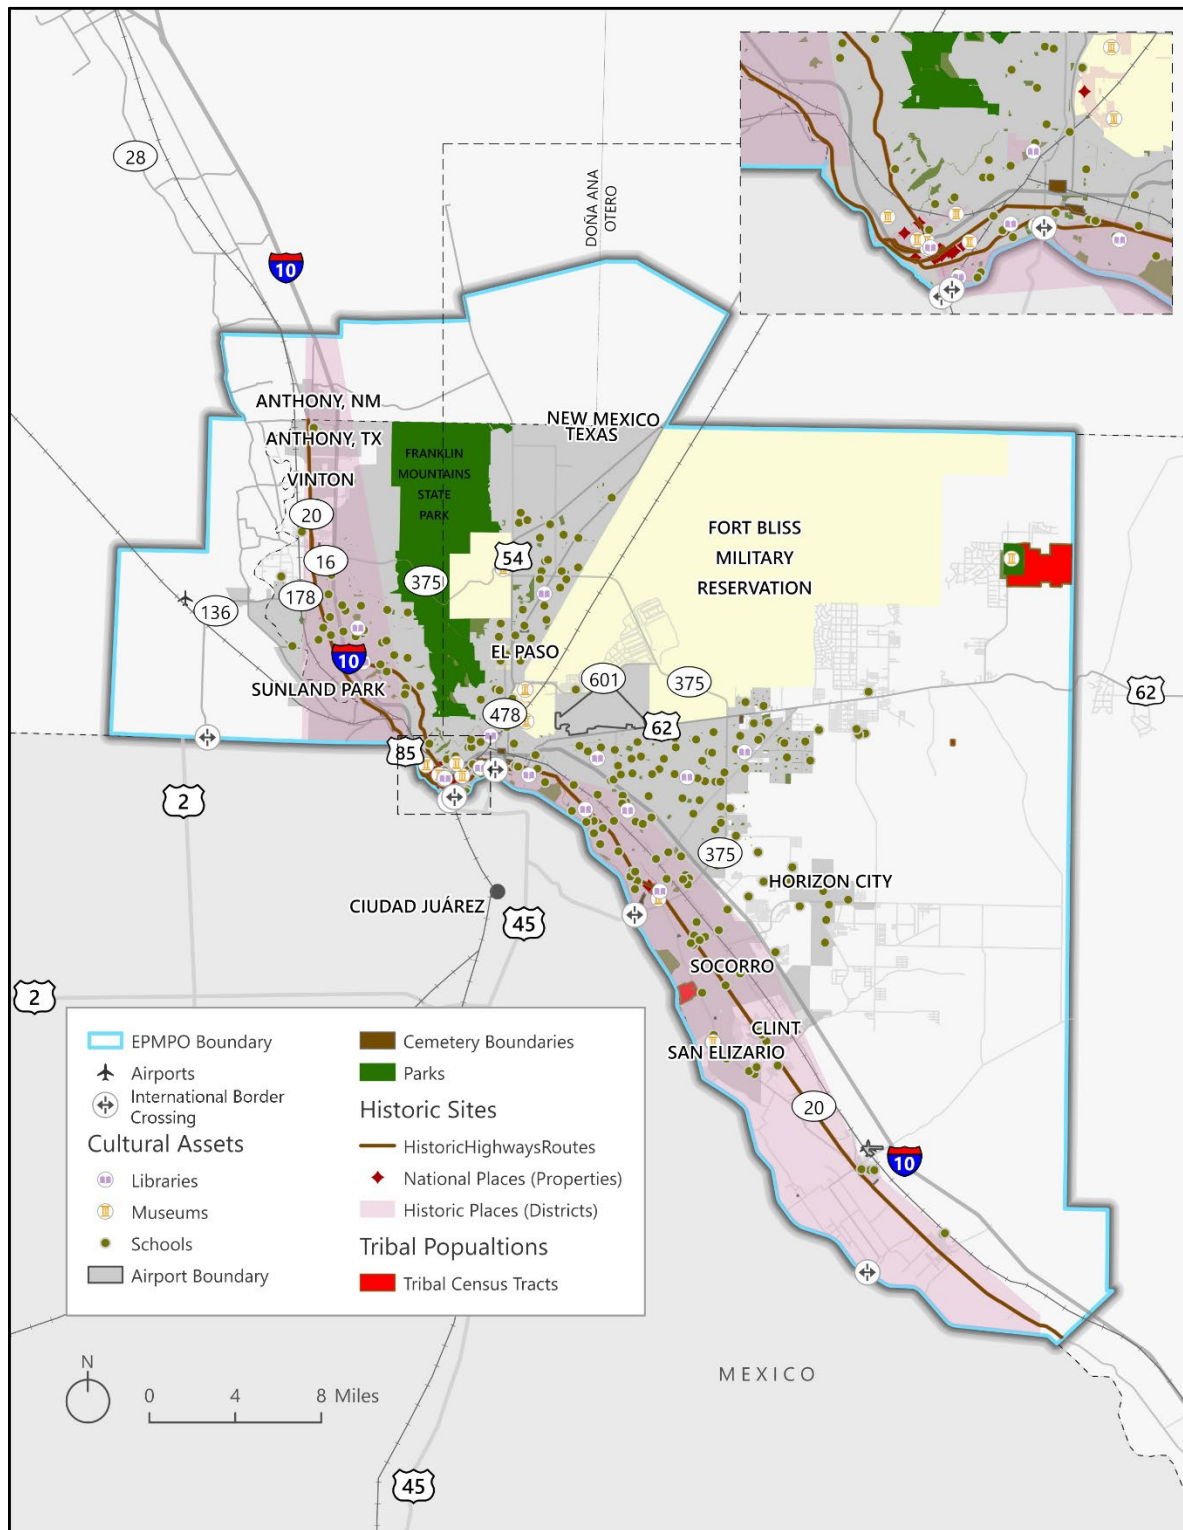 28
10
DOÑA ANA
OTERO
ANTHONY, NM
NEW MEXICO
TEXAS
ANTHONY, TX
FRANKLIN
MOUNTAINS
STATE
PARK
VINTON
20
FORT BLISS
MILITARY
RESERVATION
54
16
375
178
136
EL PASO
10
601
375
SUNLAND PARK
62
478
62
85
2
375
HORIZON CITY
CIUDAD JUÁREZ
45
SOCORRO
2
CLINT
SAN ELIZARIO
20
10
EPMPO Boundary
Airports
International Border
Crossing
Cultural Assets
Libraries
Museums
Schools
Airport Boundary
Cemetery Boundaries
Parks
Historic Sites
HistoricHighwaysRoutes
National Places (Properties)
Historic Places (Districts)
Tribal Popualtions
Tribal Census Tracts
N
0 4 8 Miles
MEXICO
45